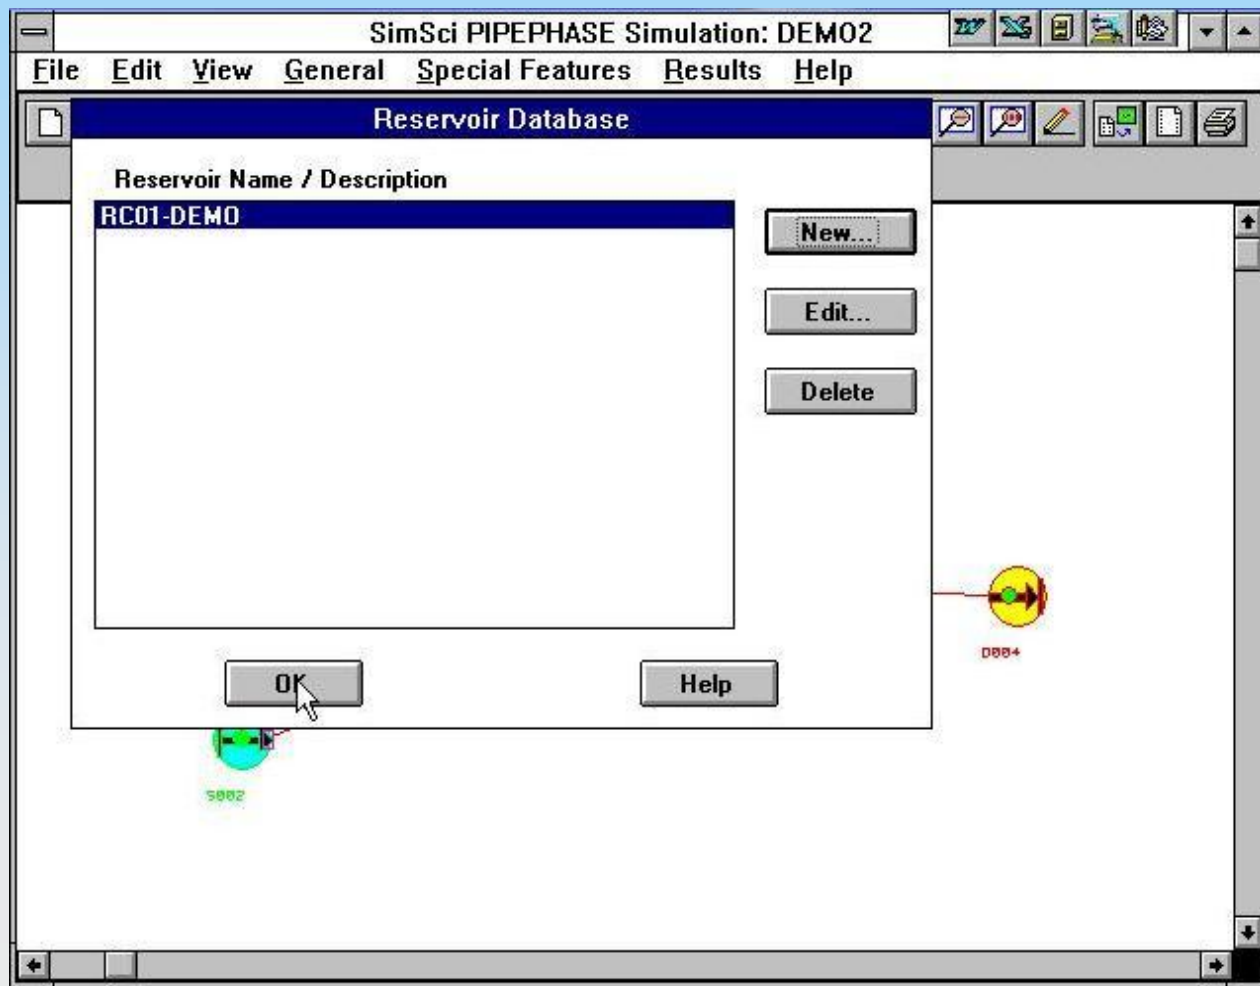 SimSci PIPEPHASE Simulation: DEMO2
File Edit View General Special Features Results Help
Reservoir Database
Reservoir Name / Description
RC01-DEMO
New...
Edit...
Delete
OK
Help
D004
S002